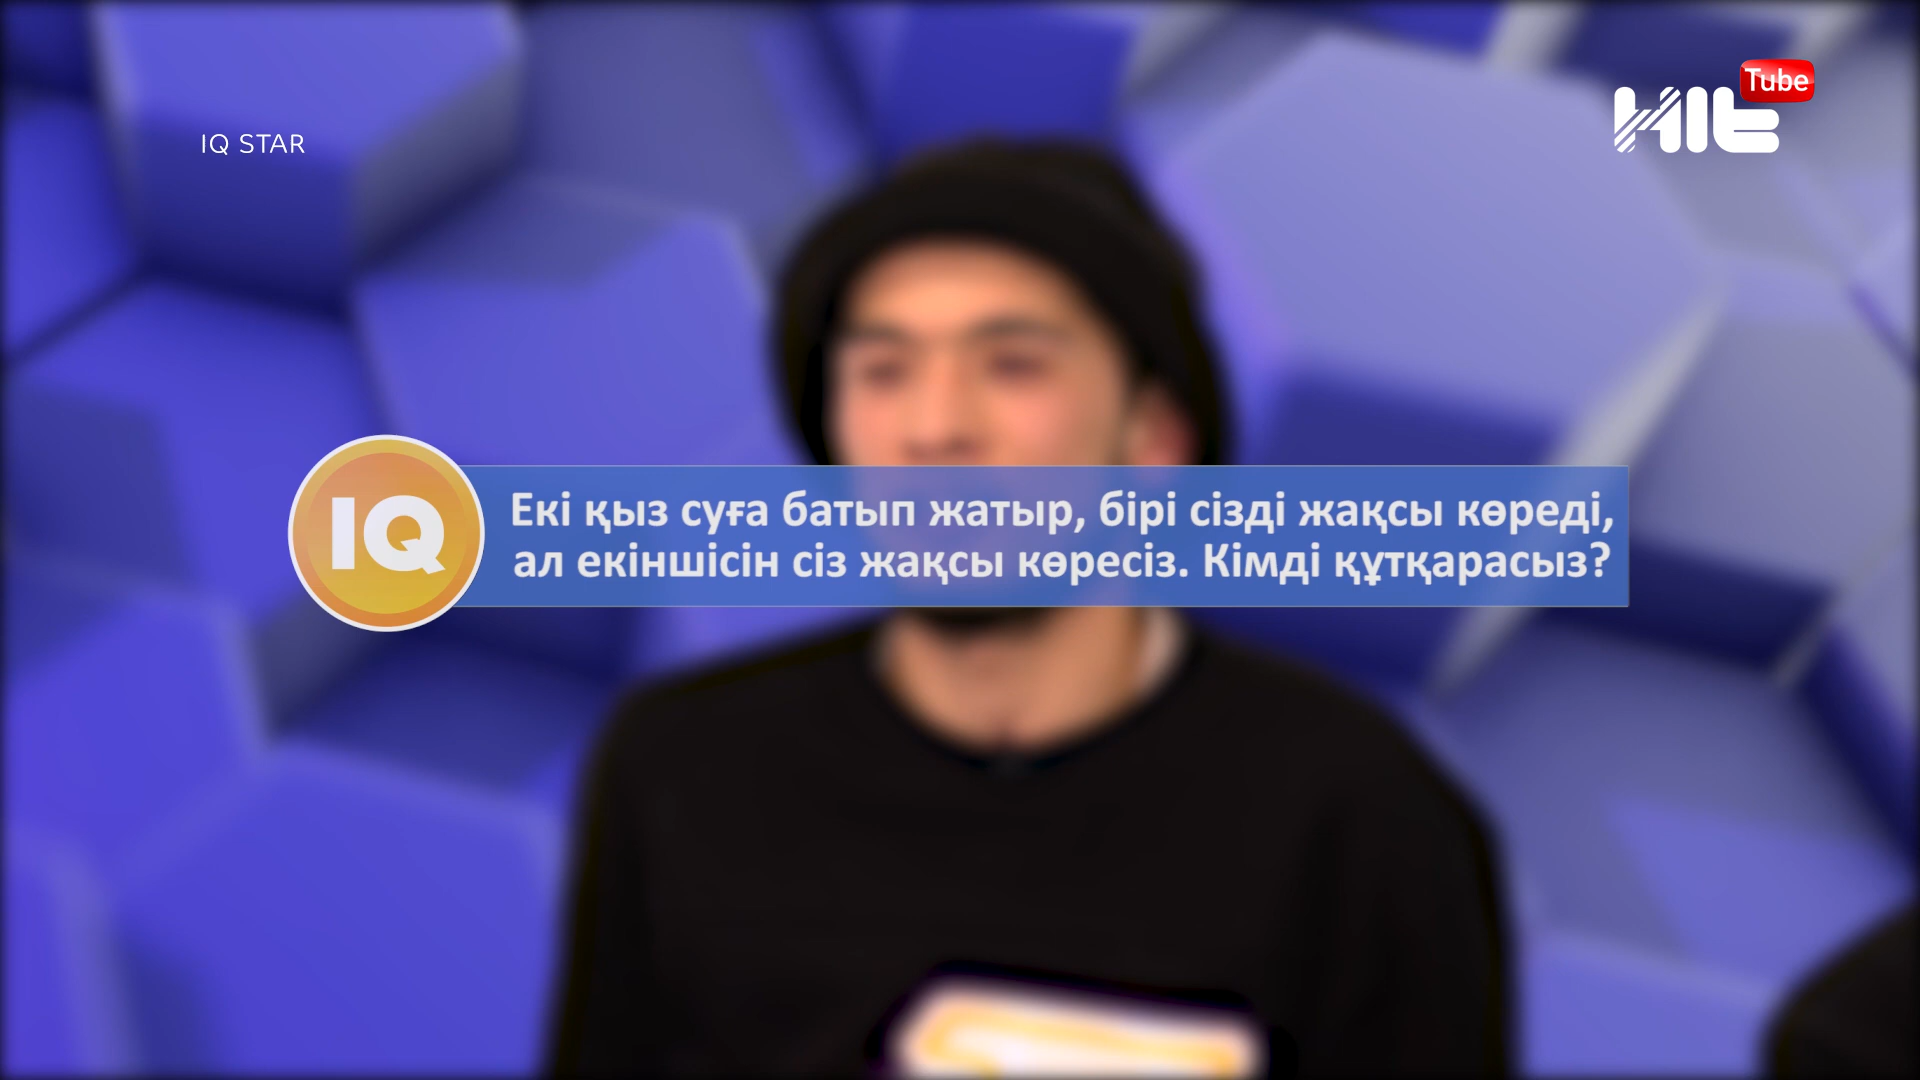 IQ STAR
HIt Tube
IQ
Екі қыз суға батып жатыр, бірі сізді жақсы көреді,
ал екіншісін сіз жақсы көресіз. Кімді құтқарасыз?